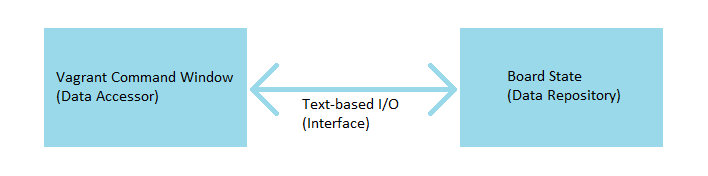 Vagrant Command Window
(Data Accessor)
Text-based I/O
(Interface)
Board State
(Data Repository)